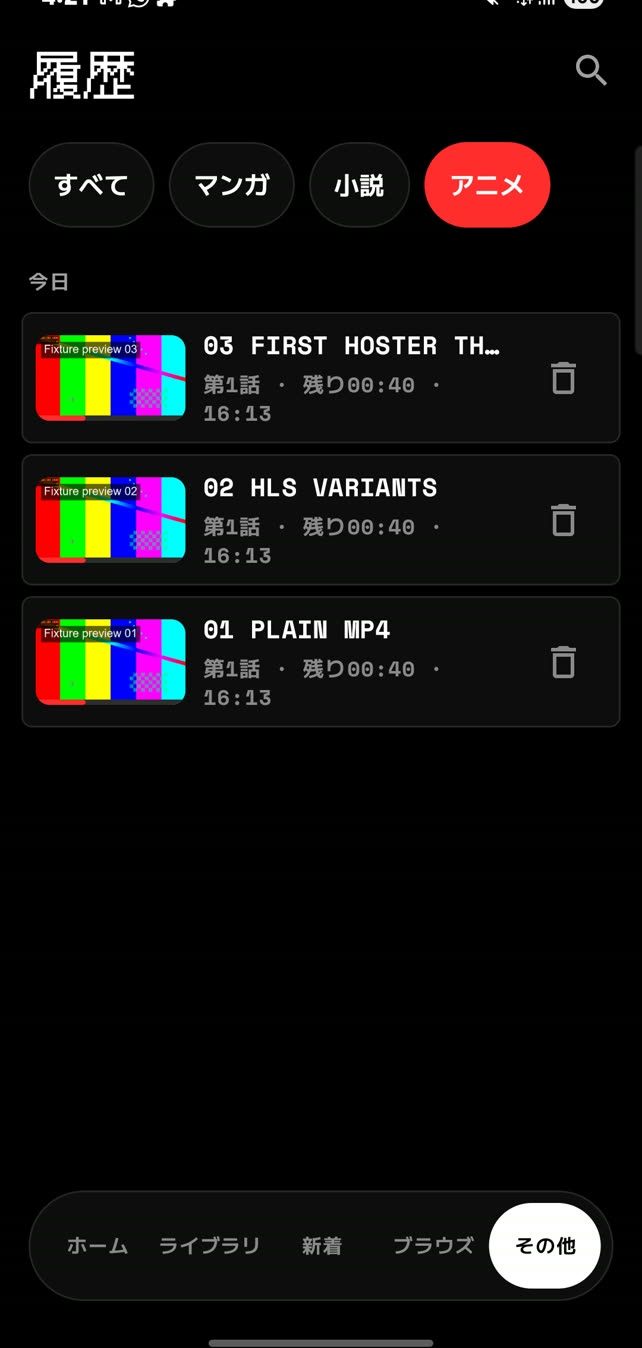 履歴
すべて
マンガ
小説
アニメ
今日
Fixture preview 03
03 FIRST HOSTER TH…
第1話 · 残り00:40 ·
16:13
Fixture preview 02
02 HLS VARIANTS
第1話 · 残り00:40 ·
16:13
Fixture preview 01
01 PLAIN MP4
第1話 · 残り00:40 ·
16:13
ホーム
ライブラリ
新着
ブラウズ
その他